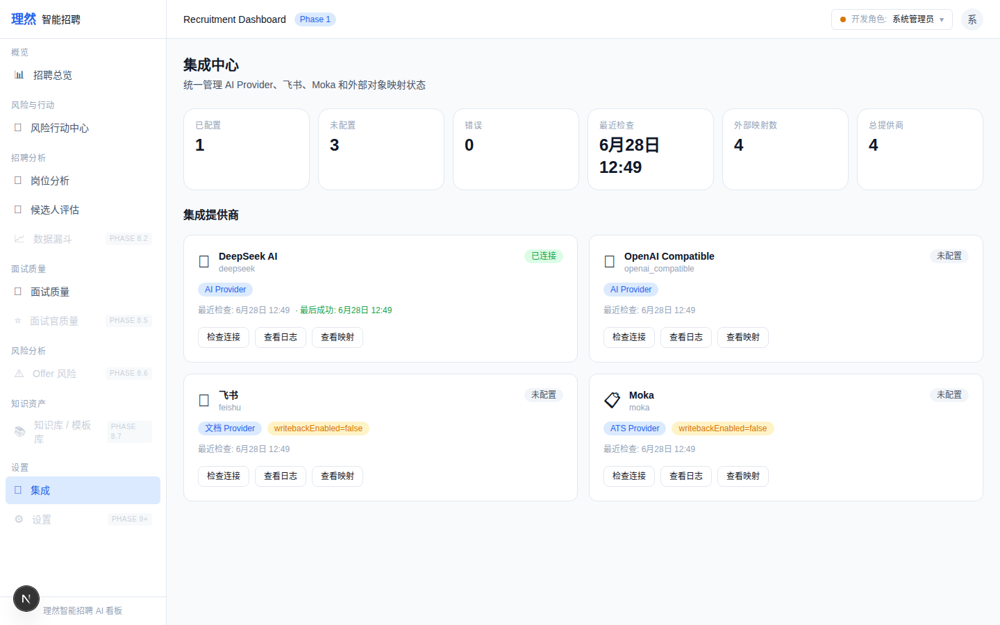 理然 智能招聘
Recruitment Dashboard Phase 1
开发角色: 系统管理员 ▾
系
概览
招聘总览
风险与行动
风险行动中心
招聘分析
岗位分析
候选人评估
数据漏斗 PHASE 8.2
面试质量
面试质量
面试官质量 PHASE 8.5
风险分析
Offer 风险 PHASE 8.6
知识资产
知识库 / 模板
库
PHASE
8.7
设置
集成
设置 PHASE 9+
理然智能招聘 AI 看板
集成中心
统一管理 AI Provider、飞书、Moka 和外部对象映射状态
已配置
1
未配置
3
错误
0
最近检查
6月28日
12:49
外部映射数
4
总提供商
4
集成提供商
DeepSeek AI
已连接
deepseek
AI Provider
最近检查: 6月28日 12:49 · 最后成功: 6月28日 12:49
检查连接 查看日志 查看映射
OpenAI Compatible
未配置
openai_compatible
AI Provider
最近检查: 6月28日 12:49
检查连接 查看日志 查看映射
飞书
未配置
feishu
文档 Provider writebackEnabled=false
最近检查: 6月28日 12:49
检查连接 查看日志 查看映射
Moka
未配置
moka
ATS Provider writebackEnabled=false
最近检查: 6月28日 12:49
检查连接 查看日志 查看映射